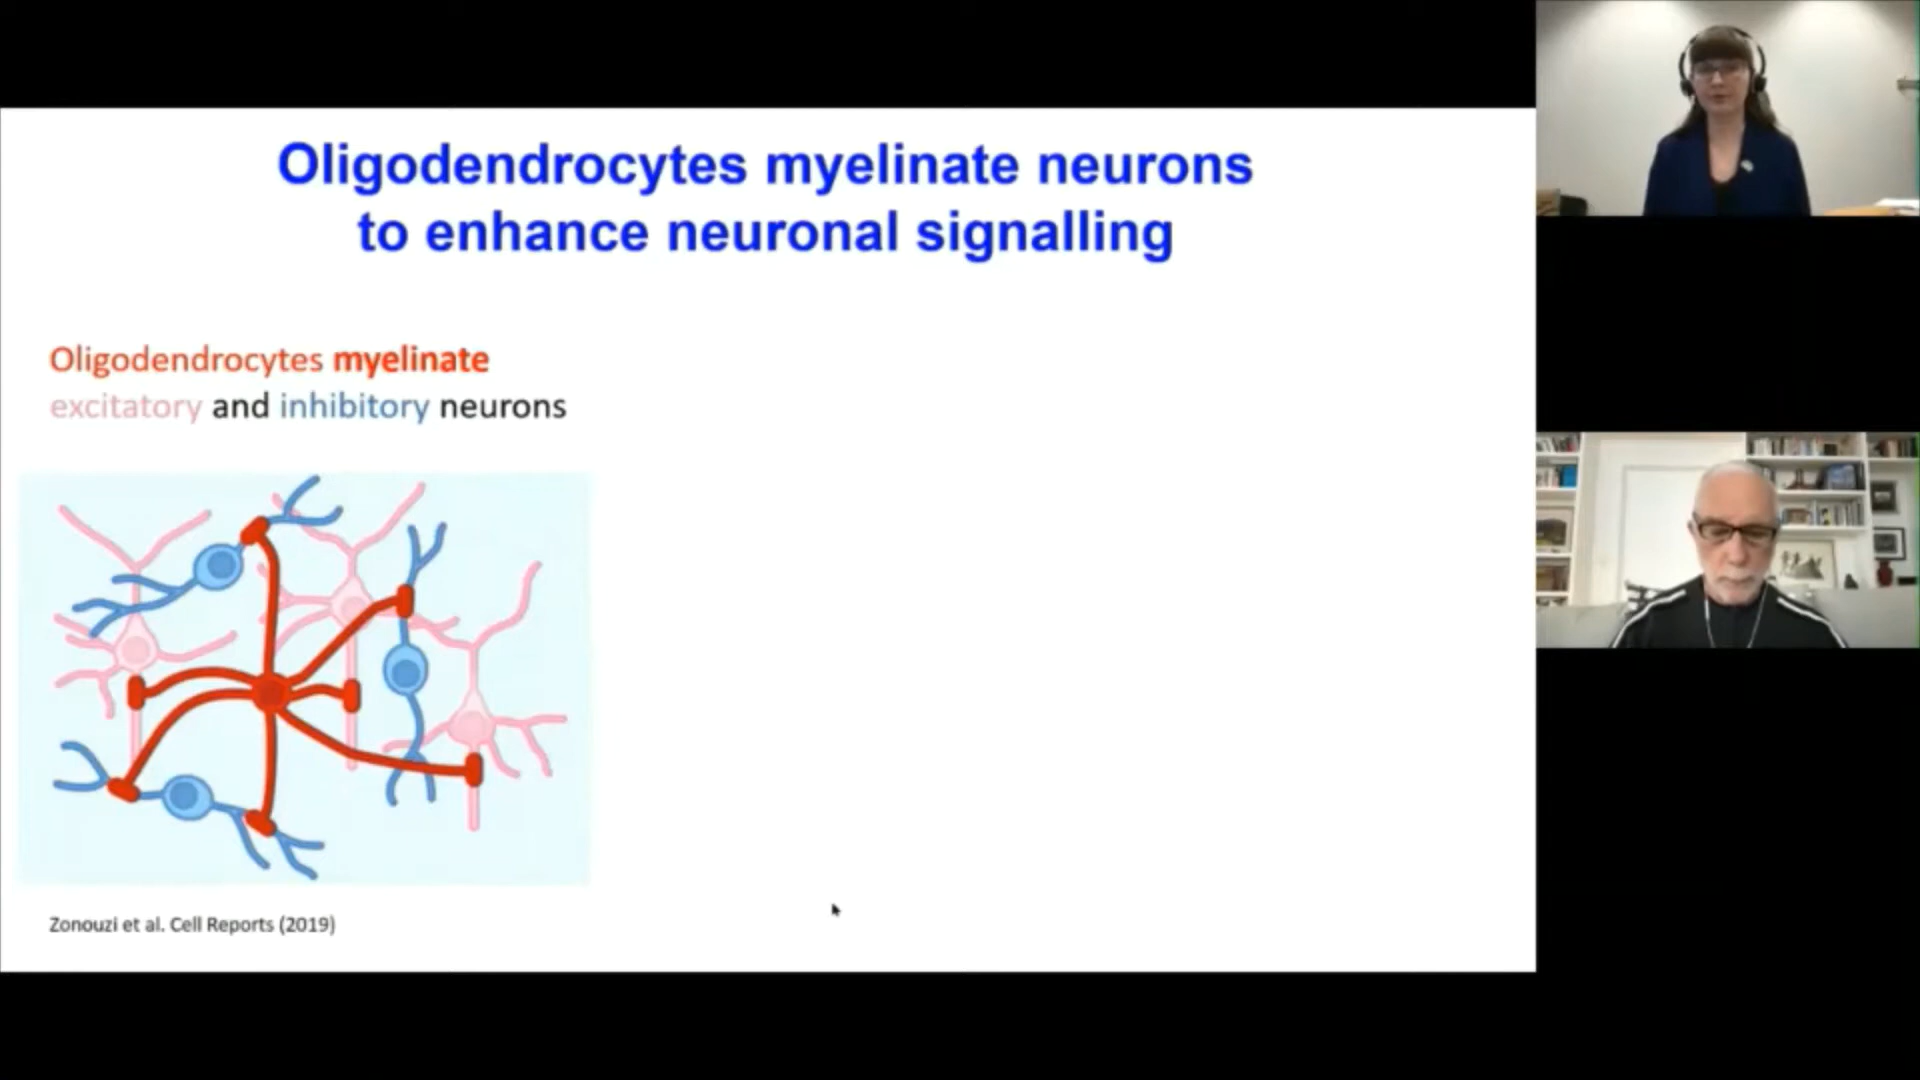 Oligodendrocytes myelinate neurons
to enhance neuronal signalling
Oligodendrocytes myelinate
excitatory and inhibitory neurons
Zonouzi et al. Cell Reports (2019)